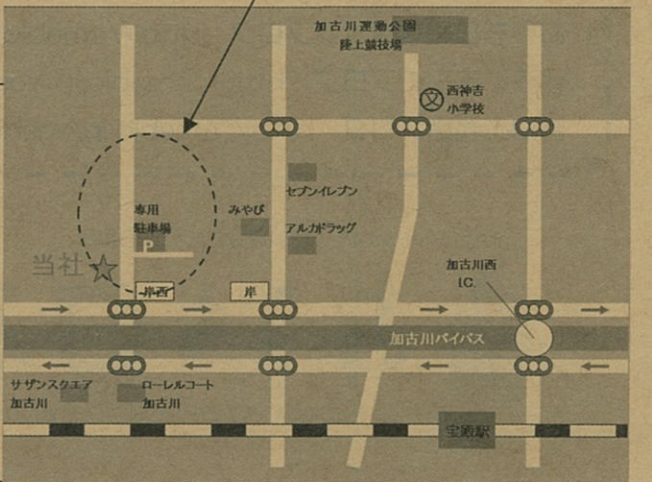 加古川運動公園
陸上競技場
西神吉
小学校
セブンイレブン
専用
駐車場
P
みやび
アルカドラッグ
当社
加古川西
I.C.
岸西
岸
加古川バイパス
サザンスクエア
加古川
ローレルコート
加古川
宝殿駅